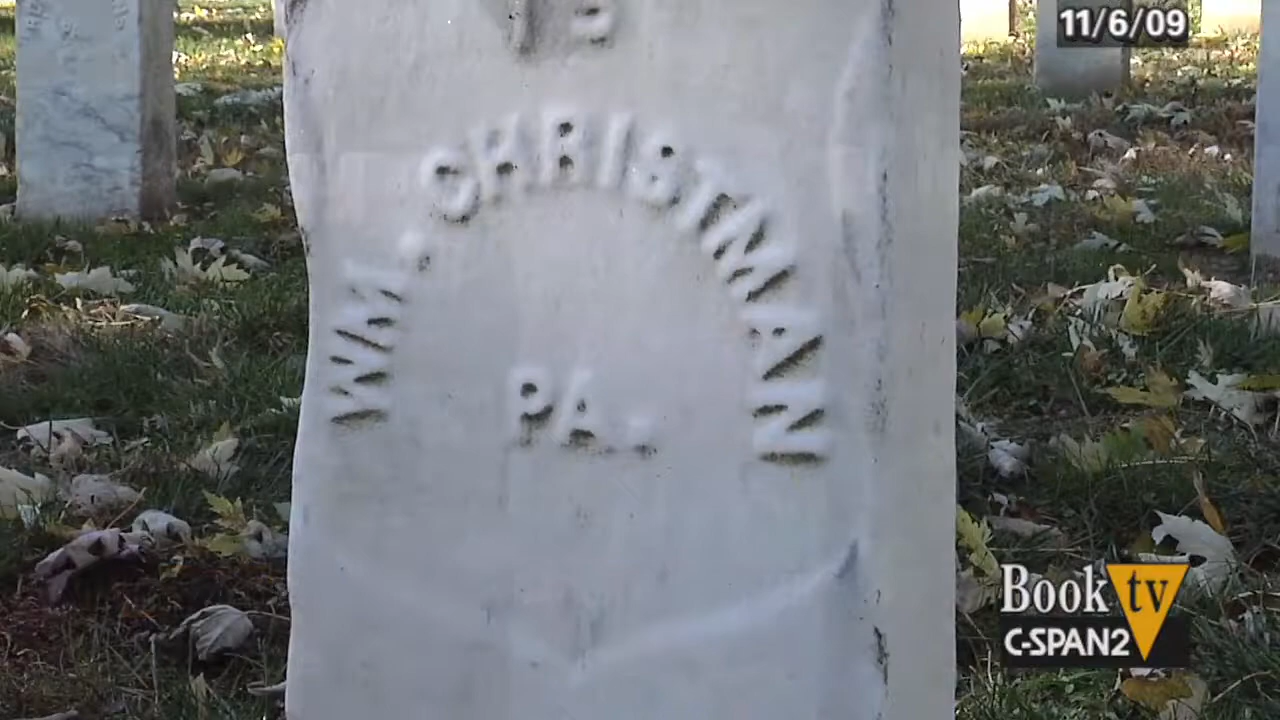 11/6/09
WM. CHRISTMAN
PA.
Book tv
C-SPAN2